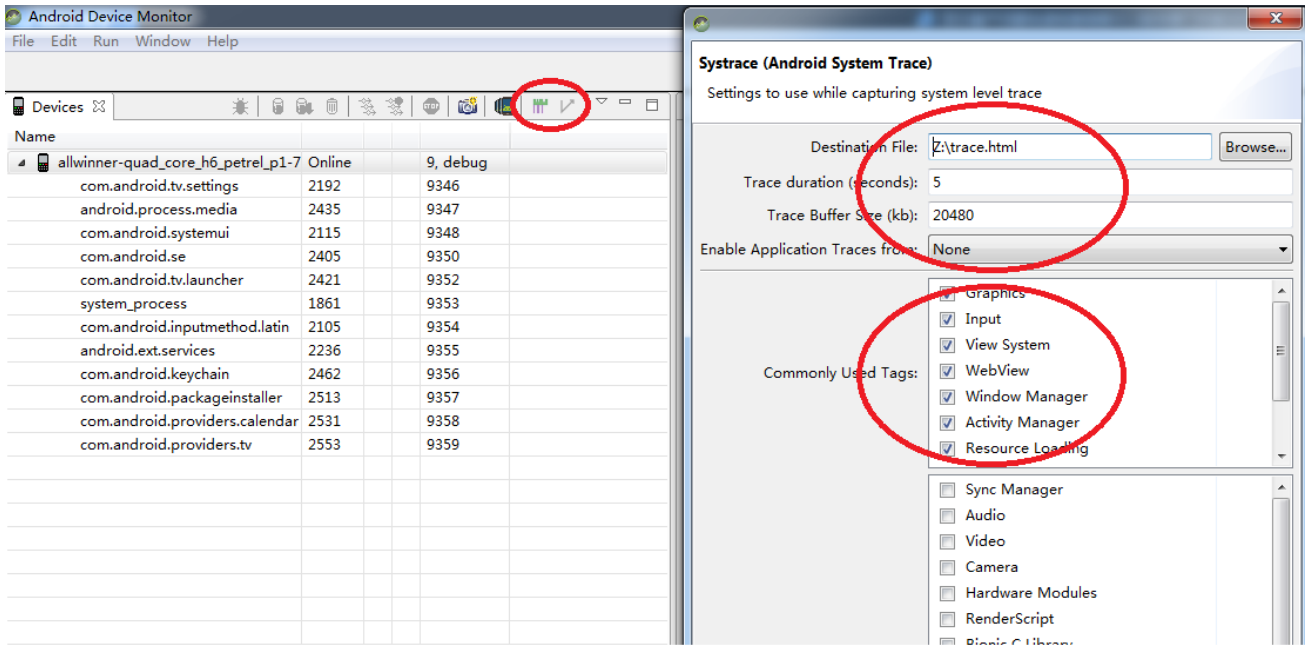 Android Device Monitor
File Edit Run Window Help
Devices
Name
allwinner-quad_core_h6_petrel_p1-7 Online 9, debug
com.android.tv.settings 2192 9346
android.process.media 2435 9347
com.android.systemui 2115 9348
com.android.se 2405 9350
com.android.tv.launcher 2421 9352
system_process 1861 9353
com.android.inputmethod.latin 2105 9354
android.ext.services 2236 9355
com.android.keychain 2462 9356
com.android.packageinstaller 2513 9357
com.android.providers.calendar 2531 9358
com.android.providers.tv 2553 9359
Systrace (Android System Trace)
Settings to use while capturing system level trace
Destination File: Z:\trace.html Browse...
Trace duration (seconds): 5
Trace Buffer Size (kb): 20480
Enable Application Traces from: None
Commonly Used Tags:
Graphics
Input
View System
WebView
Window Manager
Activity Manager
Resource Loading
Sync Manager
Audio
Video
Camera
Hardware Modules
RenderScript
Bionic C Library